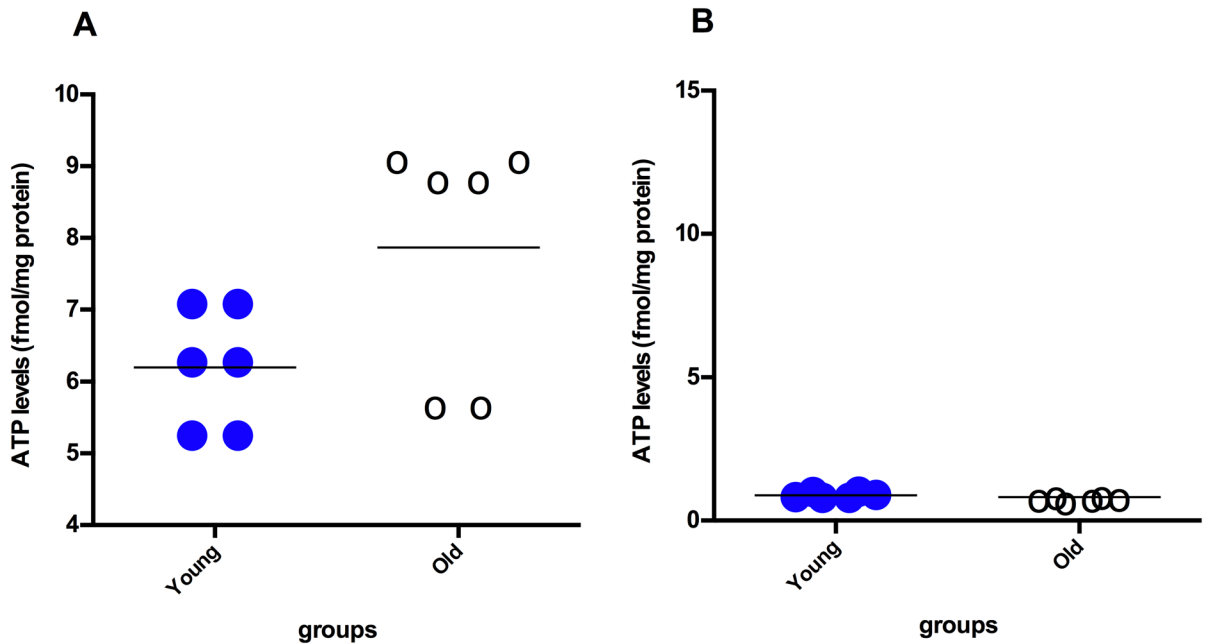 A
ATP levels (fmol/mg protein)
10
9
8
7
6
5
4
Young
Old
groups
B
ATP levels (fmol/mg protein)
15
10
5
0
Young
Old
groups